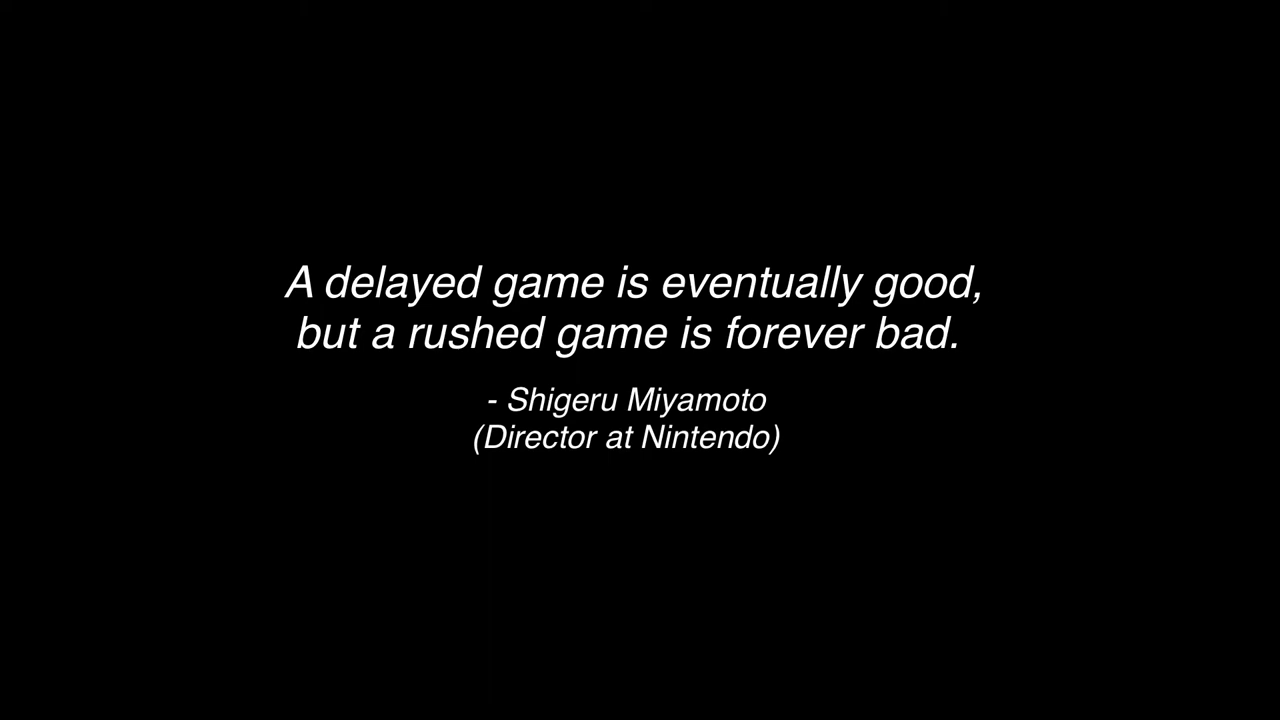 A delayed game is eventually good,
but a rushed game is forever bad.
- Shigeru Miyamoto
(Director at Nintendo)